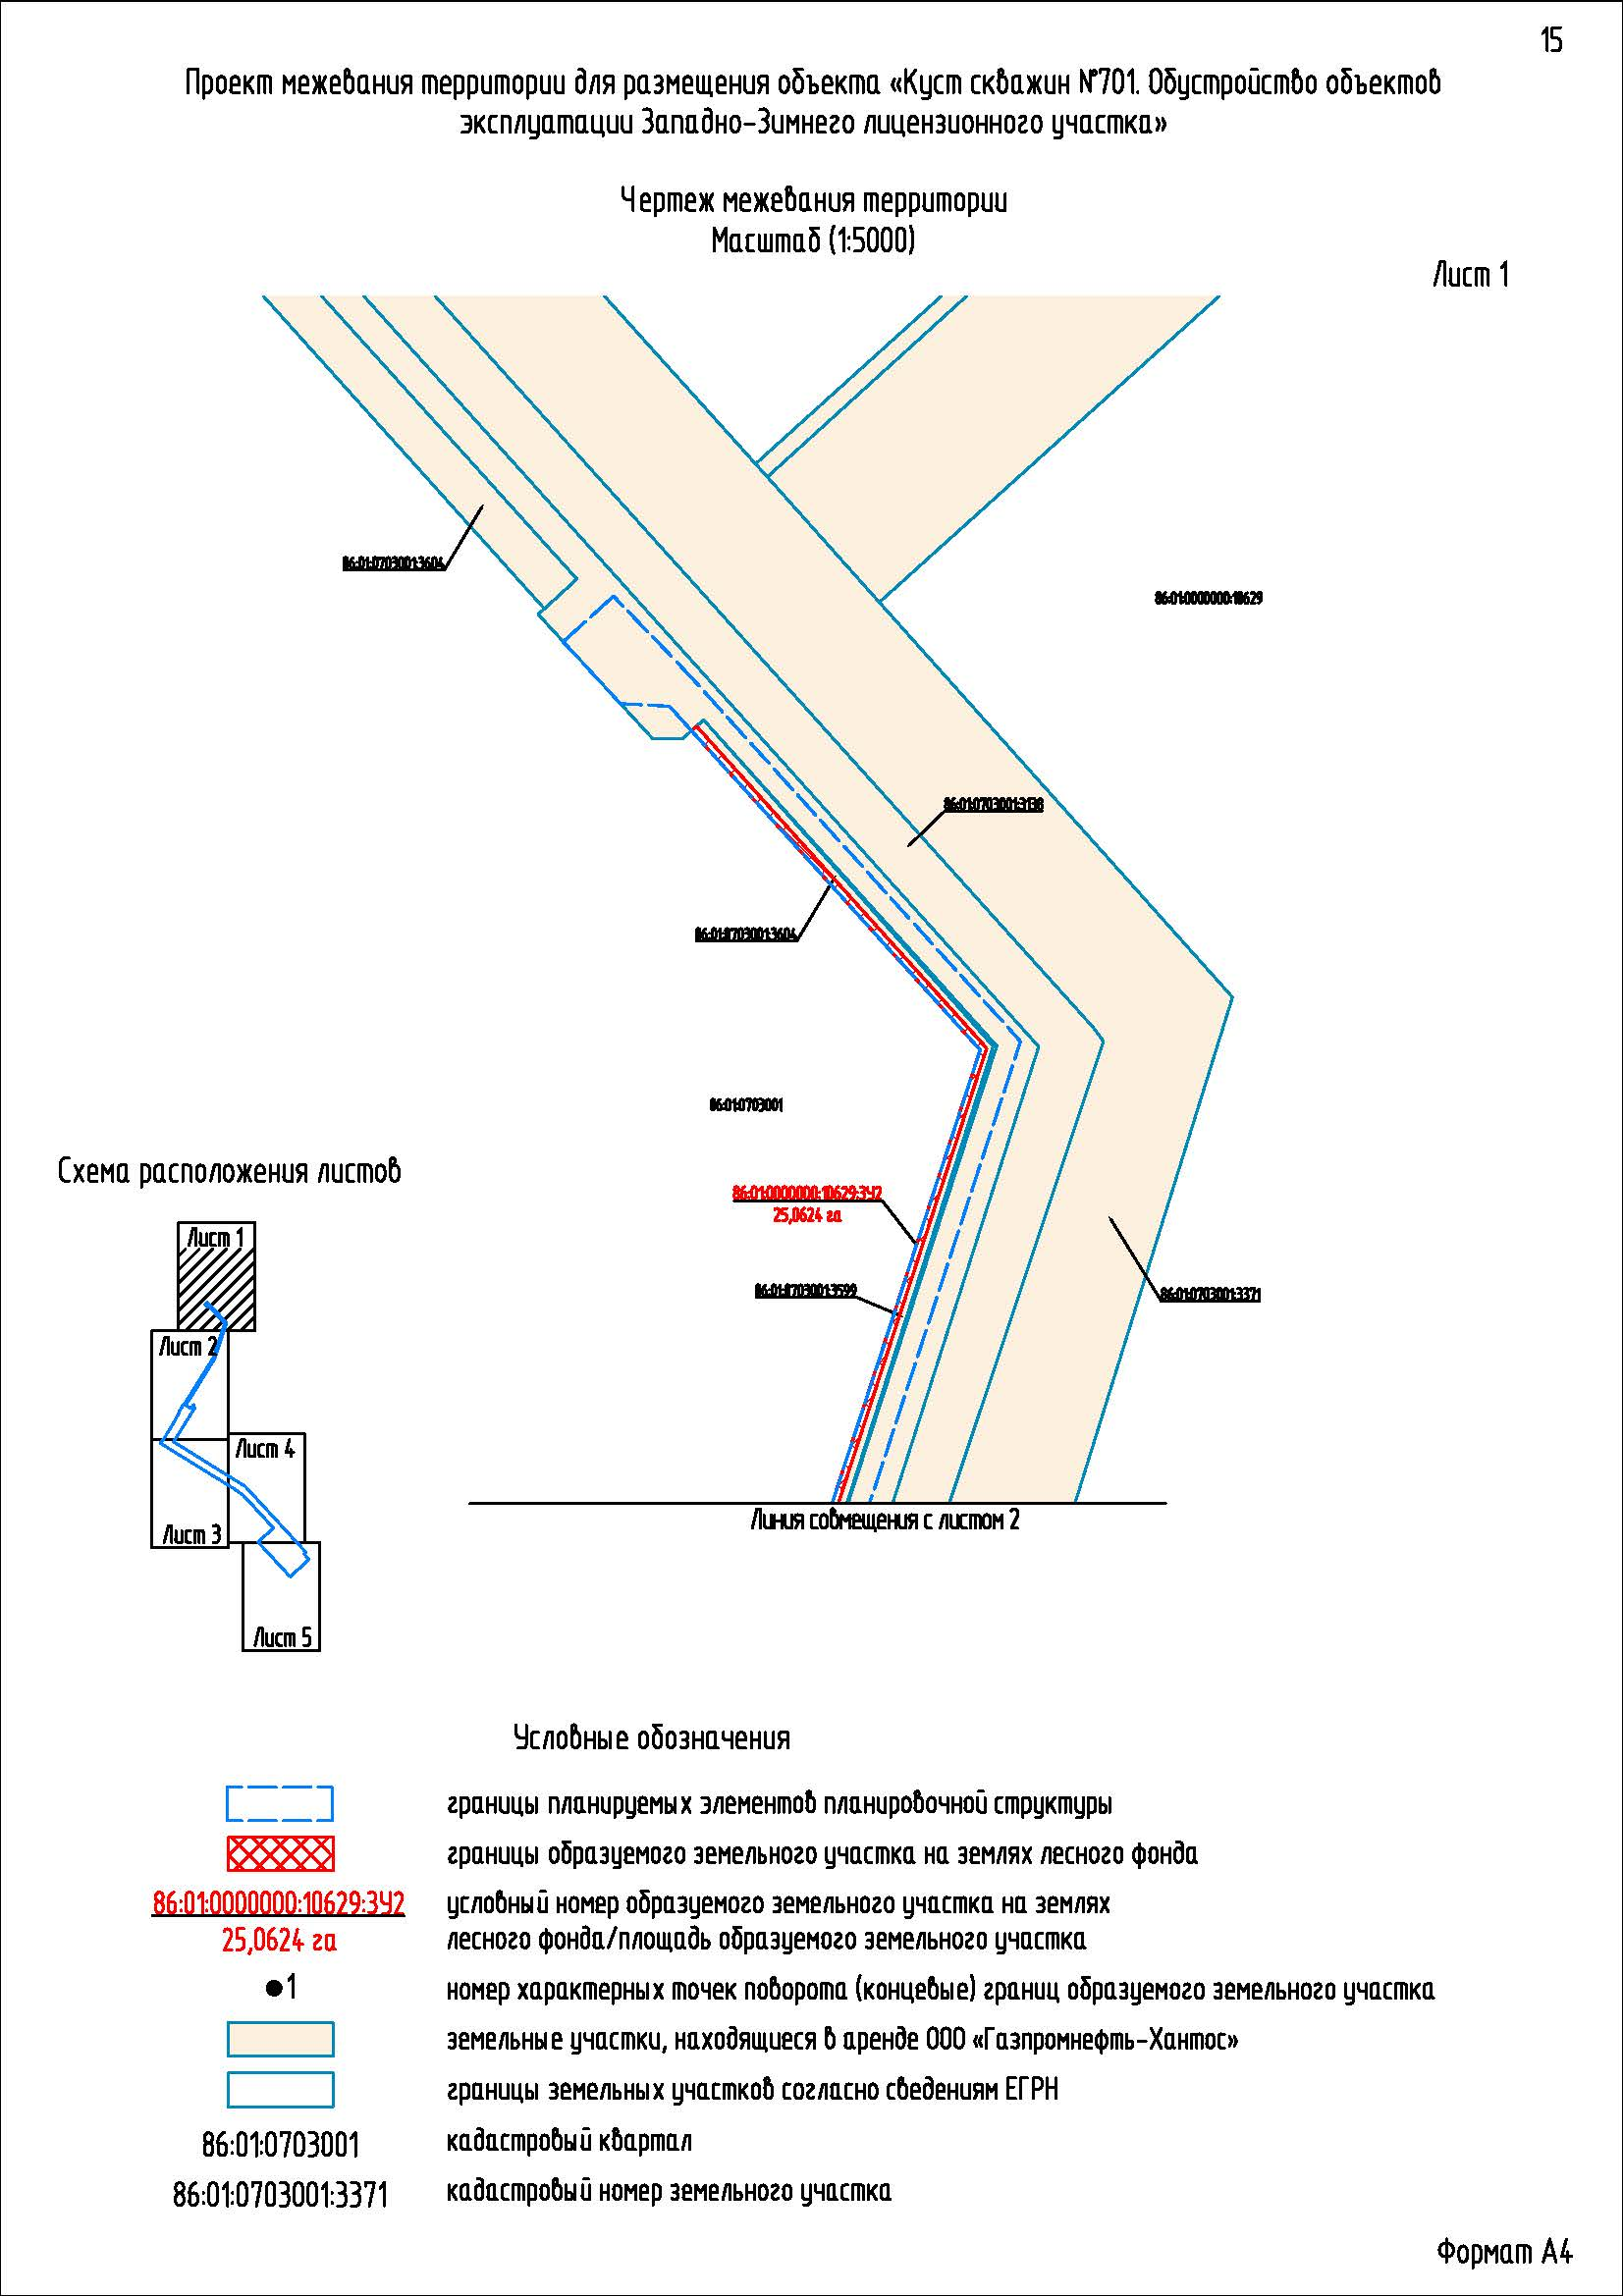 15
Проект межевания территории для размещения объекта «Куст скважин №701. Обустройство объектов
эксплуатации Западно-Зимнего лицензионного участка»
Чертеж межевания территории
Масштаб (1:5000)
Лист 1
86:01:0703001:3604
86:01:0000000:10629
86:01:0703001:3138
86:01:0703001:3604
86:01:0703001
86:01:0000000:10629:ЗУ2
25,0624 га
86:01:0703001:3599
86:01:0703001:3371
Линия совмещения с листом 2
Схема расположения листов
Лист 1
Лист 2
Лист 4
Лист 3
Лист 5
Условные обозначения
границы планируемых элементов планировочной структуры
границы образуемого земельного участка на землях лесного фонда
86:01:0000000:10629:ЗУ2 условный номер образуемого земельного участка на землях
25,0624 га лесного фонда/площадь образуемого земельного участка
1 номер характерных точек поворота (концевые) границ образуемого земельного участка
земельные участки, находящиеся в аренде ООО «Газпромнефть-Хантос»
границы земельных участков согласно сведениям ЕГРН
86:01:0703001 кадастровый квартал
86:01:0703001:3371 кадастровый номер земельного участка
Формат А4